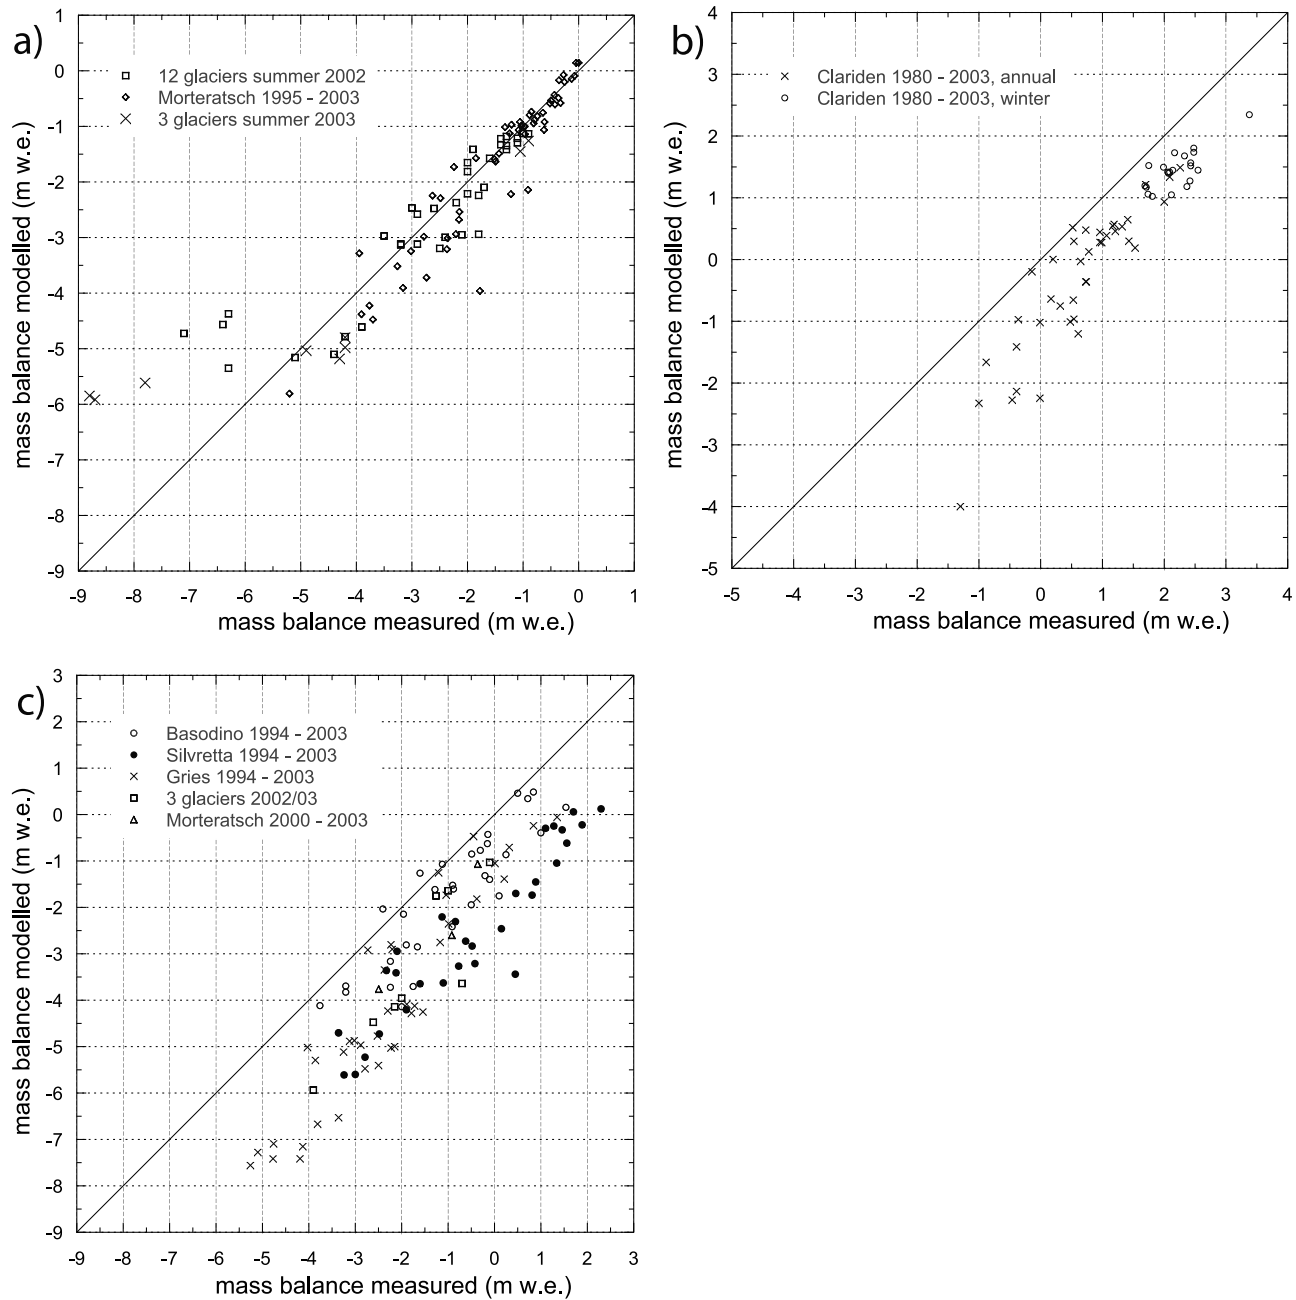 a)
12 glaciers summer 2002
Morteratsch 1995 - 2003
3 glaciers summer 2003
mass balance modelled (m w.e.)
1
0
-1
-2
-3
-4
-5
-6
-7
-8
-9
-9 -8 -7 -6 -5 -4 -3 -2 -1 0 1
mass balance measured (m w.e.)
b)
Clariden 1980 - 2003, annual
Clariden 1980 - 2003, winter
mass balance modelled (m w.e.)
4
3
2
1
0
-1
-2
-3
-4
-5
-5 -4 -3 -2 -1 0 1 2 3 4
mass balance measured (m w.e.)
c)
Basodino 1994 - 2003
Silvretta 1994 - 2003
Gries 1994 - 2003
3 glaciers 2002/03
Morteratsch 2000 - 2003
mass balance modelled (m w.e.)
3
2
1
0
-1
-2
-3
-4
-5
-6
-7
-8
-9
-9 -8 -7 -6 -5 -4 -3 -2 -1 0 1 2 3
mass balance measured (m w.e.)